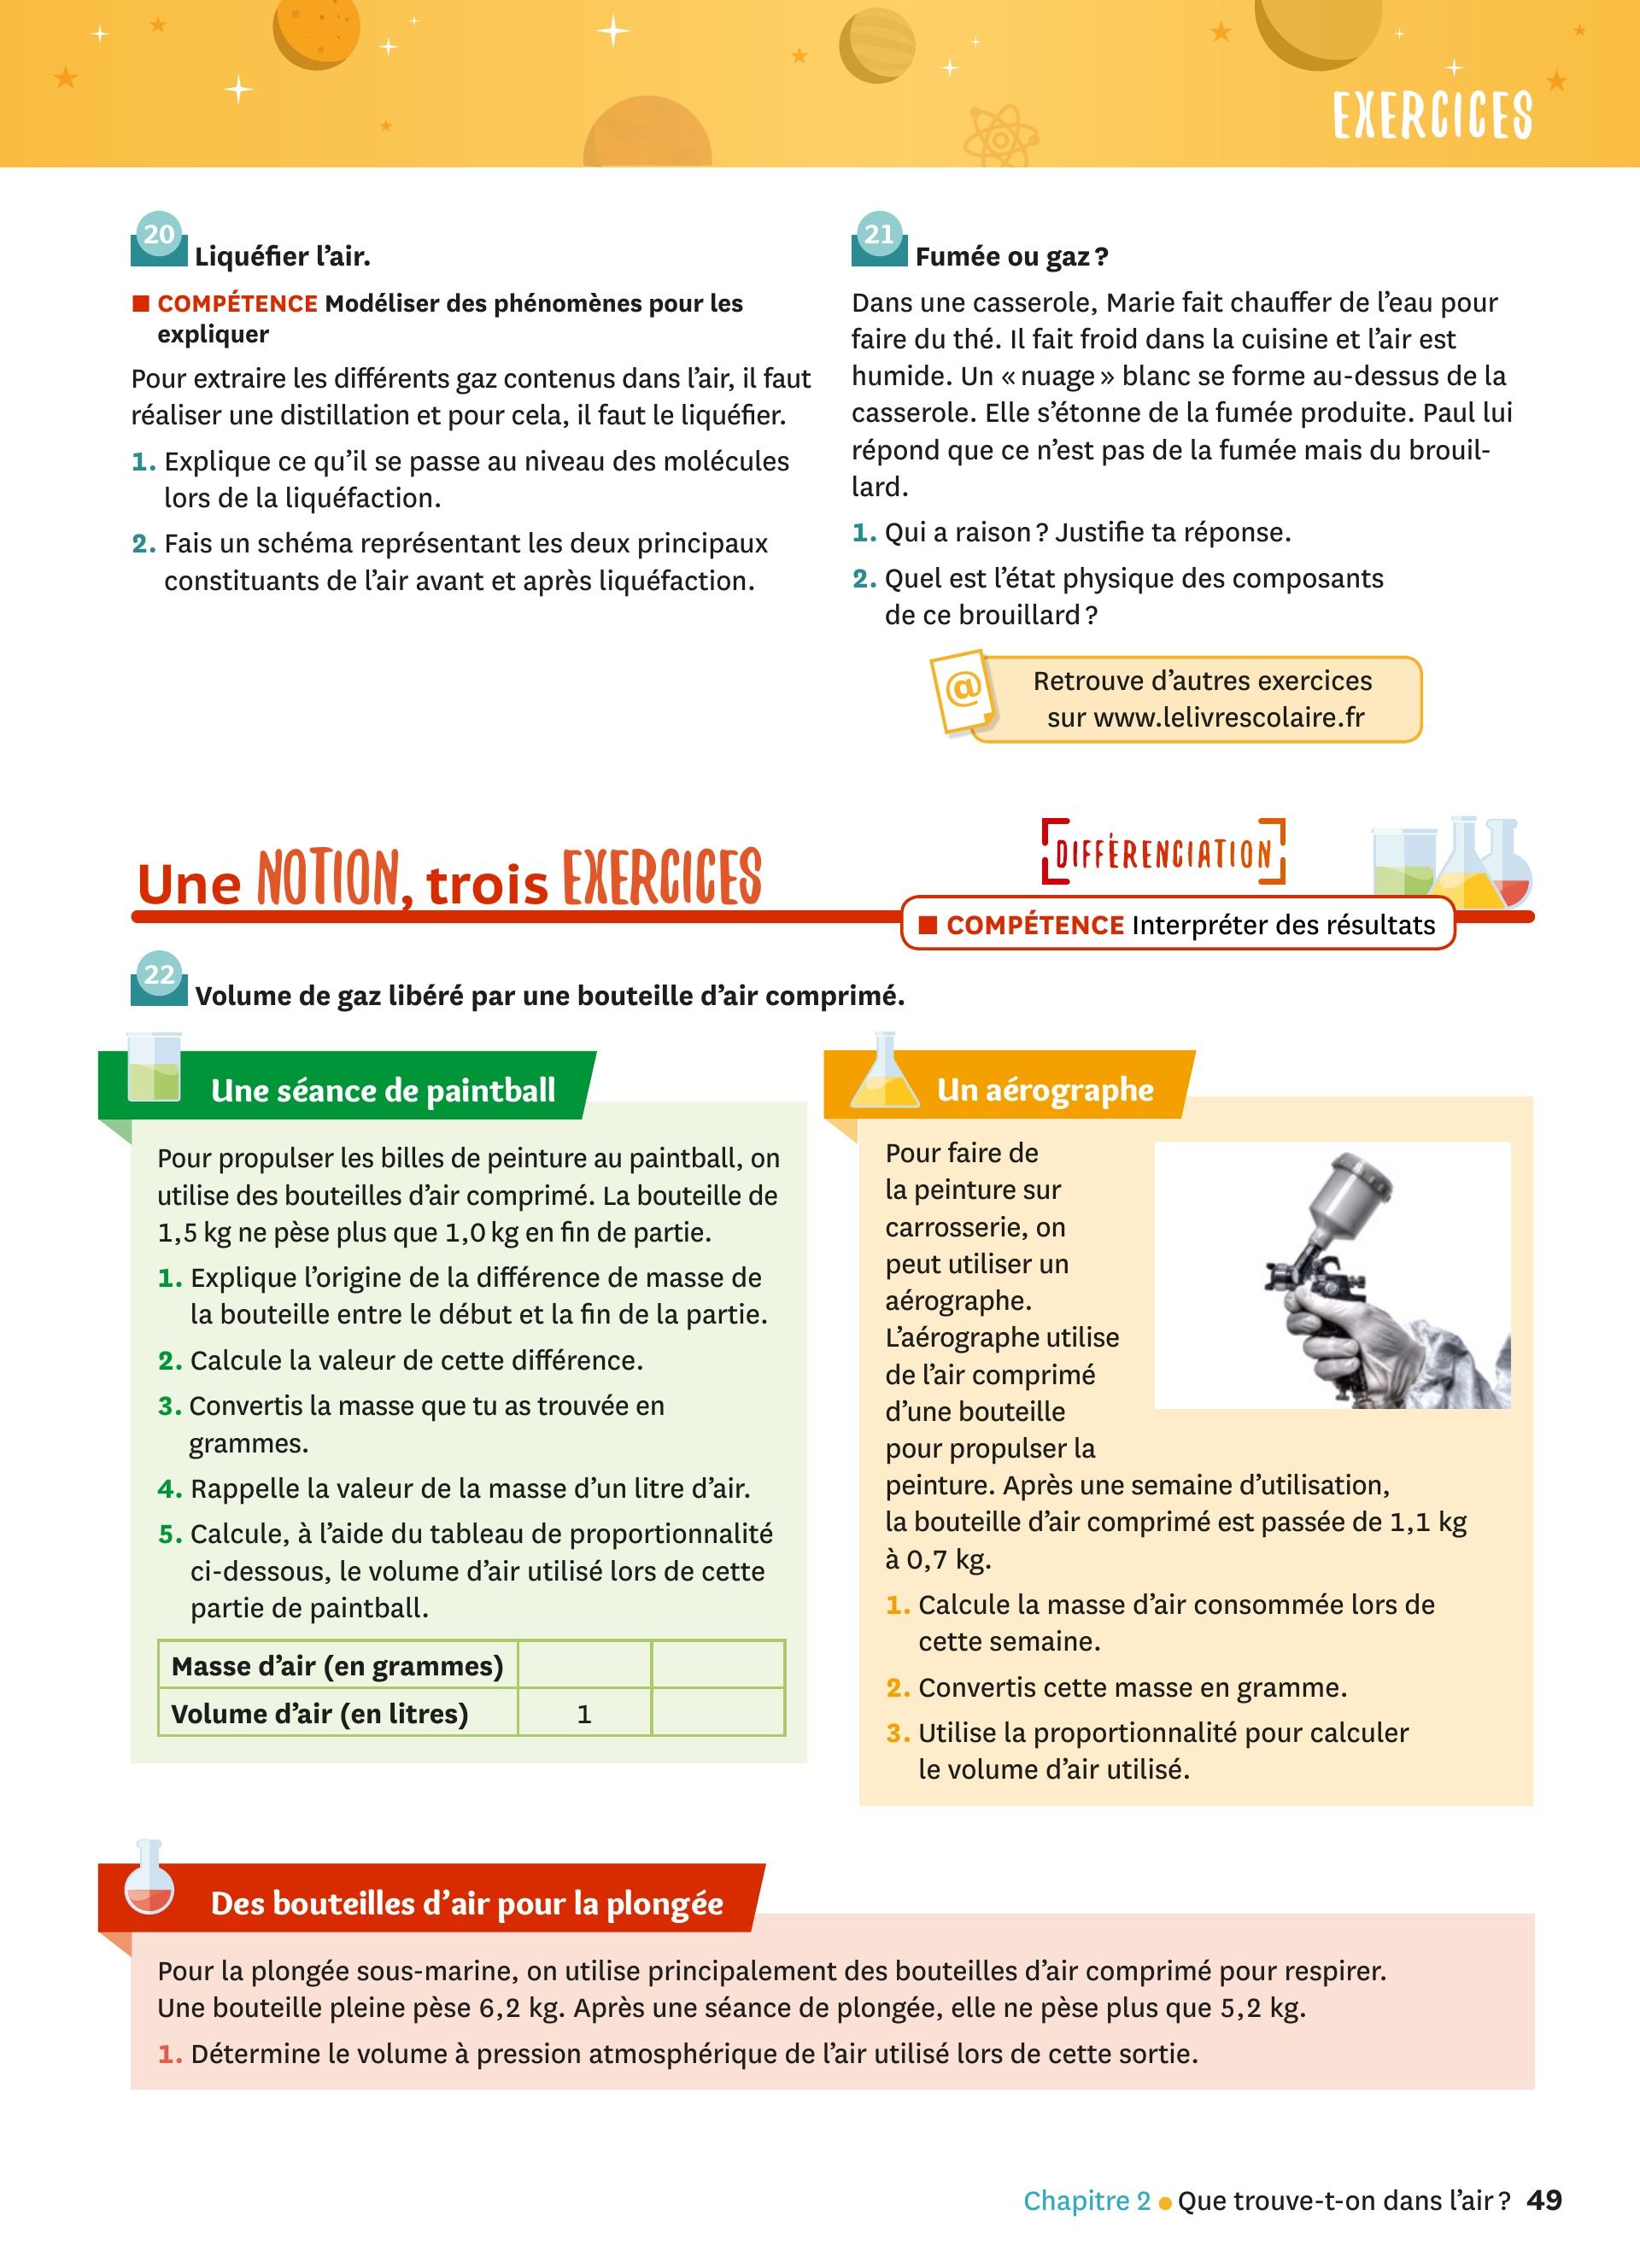 EXERCICES
20 Liquéfier l'air.
■ COMPÉTENCE Modéliser des phénomènes pour les
expliquer
Pour extraire les différents gaz contenus dans l'air, il faut
réaliser une distillation et pour cela, il faut le liquéfier.
1. Explique ce qu'il se passe au niveau des molécules
lors de la liquéfaction.
2. Fais un schéma représentant les deux principaux
constituants de l'air avant et après liquéfaction.
21 Fumée ou gaz ?
Dans une casserole, Marie fait chauffer de l'eau pour
faire du thé. Il fait froid dans la cuisine et l'air est
humide. Un « nuage » blanc se forme au-dessus de la
casserole. Elle s'étonne de la fumée produite. Paul lui
répond que ce n'est pas de la fumée mais du brouil-
lard.
1. Qui a raison ? Justifie ta réponse.
2. Quel est l'état physique des composants
de ce brouillard ?
@
Retrouve d'autres exercices
sur www.lelivrescolaire.fr
Une NOTION, trois EXERCICES
DIFFÉRENCIATION
■ COMPÉTENCE Interpréter des résultats
22 Volume de gaz libéré par une bouteille d'air comprimé.
Une séance de paintball
Pour propulser les billes de peinture au paintball, on
utilise des bouteilles d'air comprimé. La bouteille de
1,5 kg ne pèse plus que 1,0 kg en fin de partie.
1. Explique l'origine de la différence de masse de
la bouteille entre le début et la fin de la partie.
2. Calcule la valeur de cette différence.
3. Convertis la masse que tu as trouvée en
grammes.
4. Rappelle la valeur de la masse d'un litre d'air.
5. Calcule, à l'aide du tableau de proportionnalité
ci-dessous, le volume d'air utilisé lors de cette
partie de paintball.
Masse d'air (en grammes)
Volume d'air (en litres) 1
Un aérographe
Pour faire de
la peinture sur
carrosserie, on
peut utiliser un
aérographe.
L'aérographe utilise
de l'air comprimé
d'une bouteille
pour propulser la
peinture. Après une semaine d'utilisation,
la bouteille d'air comprimé est passée de 1,1 kg
à 0,7 kg.
1. Calcule la masse d'air consommée lors de
cette semaine.
2. Convertis cette masse en gramme.
3. Utilise la proportionnalité pour calculer
le volume d'air utilisé.
Des bouteilles d'air pour la plongée
Pour la plongée sous-marine, on utilise principalement des bouteilles d'air comprimé pour respirer.
Une bouteille pleine pèse 6,2 kg. Après une séance de plongée, elle ne pèse plus que 5,2 kg.
1. Détermine le volume à pression atmosphérique de l'air utilisé lors de cette sortie.
Chapitre 2 ● Que trouve-t-on dans l'air ? 49